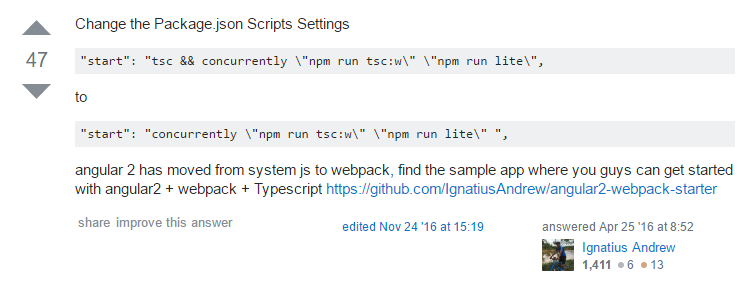 Change the Package.json Scripts Settings
47
"start": "tsc && concurrently \"npm run tsc:w\" \"npm run lite\",
to
"start": "concurrently \"npm run tsc:w\" \"npm run lite\" ",
angular 2 has moved from system js to webpack, find the sample app where you guys can get started
with angular2 + webpack + Typescript https://github.com/IgnatiusAndrew/angular2-webpack-starter
share improve this answer
edited Nov 24 '16 at 15:19
answered Apr 25 '16 at 8:52
Ignatius Andrew
1,411 ●6 ●13